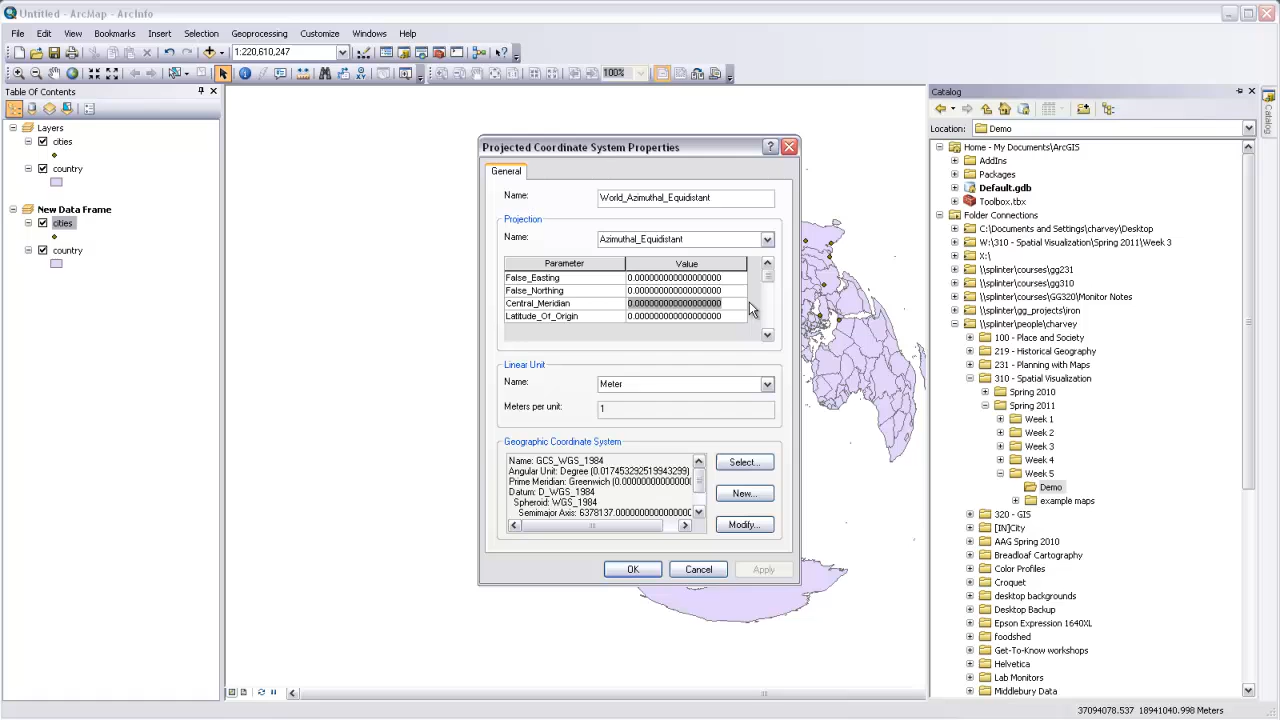 Untitled - ArcMap - ArcInfo
File Edit View Bookmarks Insert Selection Geoprocessing Customize Windows Help
1:220,610,247
100%
Table Of Contents
Layers
cities
country
New Data Frame
cities
country
Projected Coordinate System Properties
General
Name: World_Azimuthal_Equidistant
Projection
Name: Azimuthal_Equidistant
Parameter Value
False_Easting 0.000000000000000000
False_Northing 0.000000000000000000
Central_Meridian 0.000000000000000000
Latitude_Of_Origin 0.000000000000000000
Linear Unit
Name: Meter
Meters per unit: 1
Geographic Coordinate System
Name: GCS_WGS_1984
Angular Unit: Degree (0.017453292519943299)
Prime Meridian: Greenwich (0.0000000000000
Datum: D_WGS_1984
Spheroid: WGS_1984
Semimajor Axis: 6378137.0000000000
Select...
New...
Modify...
OK Cancel Apply
Catalog
Location: Demo
Home - My Documents\ArcGIS
AddIns
Packages
Default.gdb
Toolbox.tbx
Folder Connections
C:\Documents and Settings\charvey\Desktop
W:\310 - Spatial Visualization\Spring 2011\Week 3
X:\
\\splinter\courses\gg231
\\splinter\courses\gg310
\\splinter\courses\GG320\Monitor Notes
\\splinter\gg_projects\iron
\\splinter\people\charvey
100 - Place and Society
219 - Historical Geography
231 - Planning with Maps
310 - Spatial Visualization
Spring 2010
Spring 2011
Week 1
Week 2
Week 3
Week 4
Week 5
Demo
example maps
320 - GIS
[IN]City
AAG Spring 2010
Breadloaf Cartography
Color Profiles
Croquet
desktop backgrounds
Desktop Backup
Epson Expression 1640XL
foodshed
Get-To-Know workshops
Helvetica
Lab Monitors
Middlebury Data
Catalog
37094078.537 18941040.998 Meters